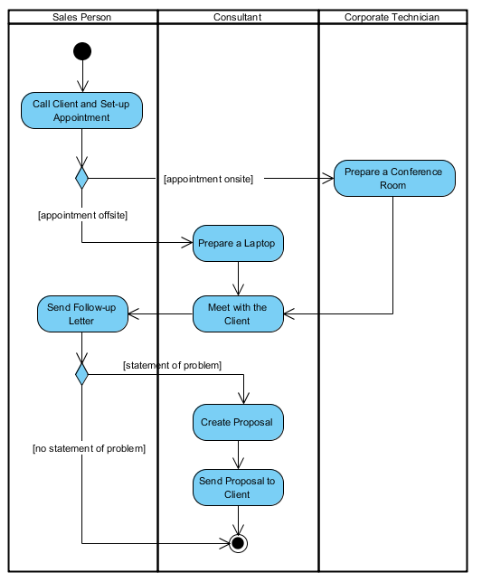 Sales Person
Consultant
Corporate Technician
Call Client and Set-up
Appointment
[appointment onsite]
Prepare a Conference
Room
[appointment offsite]
Prepare a Laptop
Send Follow-up
Letter
Meet with the
Client
[statement of problem]
Create Proposal
[no statement of problem]
Send Proposal to
Client